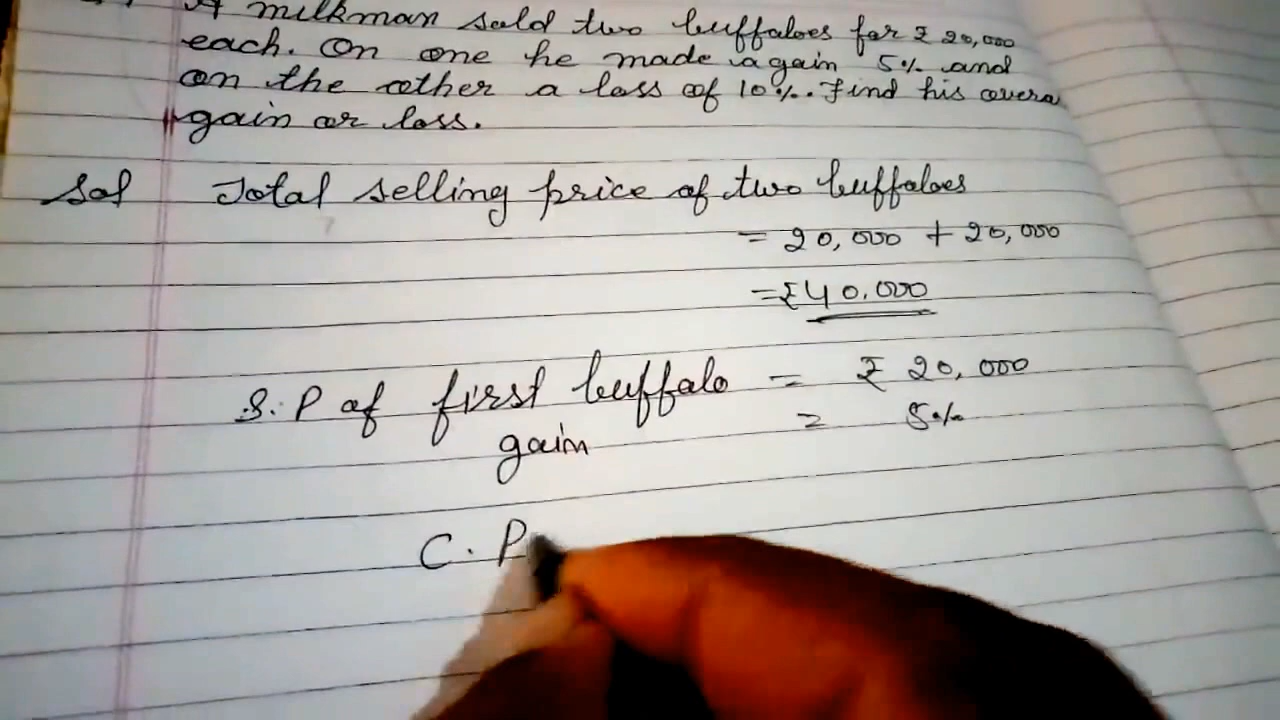 A milkman sold two buffaloes for ₹ 20,000
each. On one he made a gain 5% and
on the other a loss of 10%. Find his overa
gain or loss.
Sol Total selling price of two buffaloes
= 20,000 + 20,000
=₹40,000
S.P of first buffalo = ₹ 20,000
gain = 5%
C.P